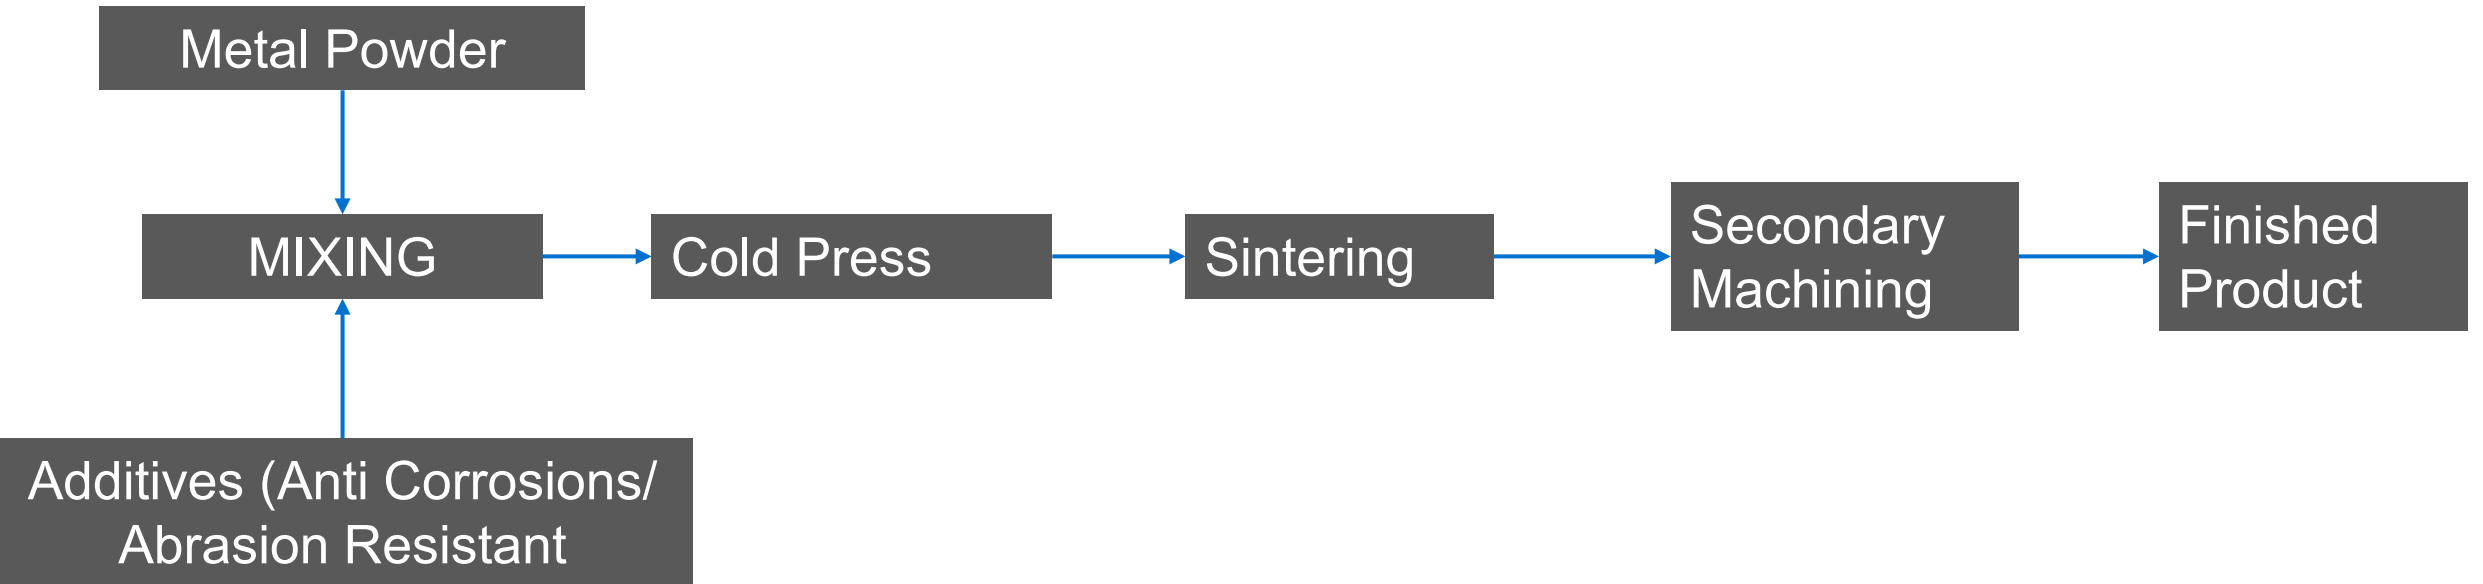 Metal Powder
MIXING
Cold Press
Sintering
Secondary
Machining
Finished
Product
Additives (Anti Corrosions/
Abrasion Resistant